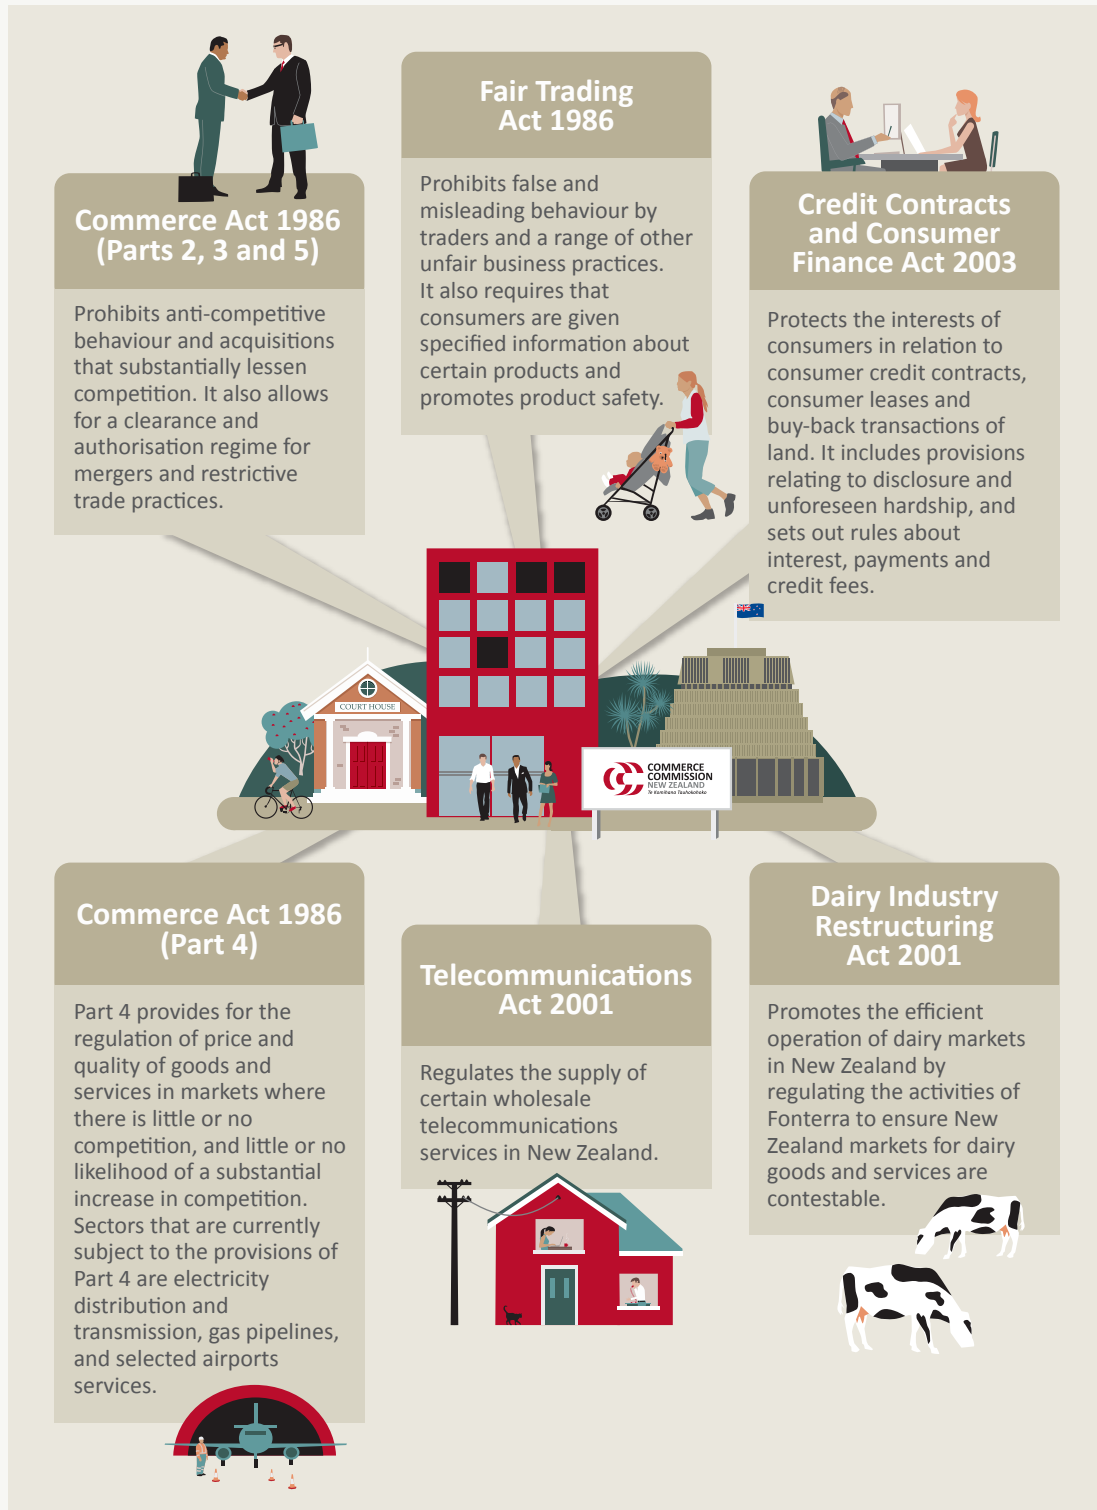 Commerce Act 1986
(Parts 2, 3 and 5)
Prohibits anti-competitive
behaviour and acquisitions
that substantially lessen
competition. It also allows
for a clearance and
authorisation regime for
mergers and restrictive
trade practices.
Fair Trading
Act 1986
Prohibits false and
misleading behaviour by
traders and a range of other
unfair business practices.
It also requires that
consumers are given
specified information about
certain products and
promotes product safety.
Credit Contracts
and Consumer
Finance Act 2003
Protects the interests of
consumers in relation to
consumer credit contracts,
consumer leases and
buy-back transactions of
land. It includes provisions
relating to disclosure and
unforeseen hardship, and
sets out rules about
interest, payments and
credit fees.
COURT HOUSE
COMMERCE
COMMISSION
NEW ZEALAND
Te Komihana Tauhokohoko
Commerce Act 1986
(Part 4)
Part 4 provides for the
regulation of price and
quality of goods and
services in markets where
there is little or no
competition, and little or no
likelihood of a substantial
increase in competition.
Sectors that are currently
subject to the provisions of
Part 4 are electricity
distribution and
transmission, gas pipelines,
and selected airports
services.
Telecommunications
Act 2001
Regulates the supply of
certain wholesale
telecommunications
services in New Zealand.
Dairy Industry
Restructuring
Act 2001
Promotes the efficient
operation of dairy markets
in New Zealand by
regulating the activities of
Fonterra to ensure New
Zealand markets for dairy
goods and services are
contestable.